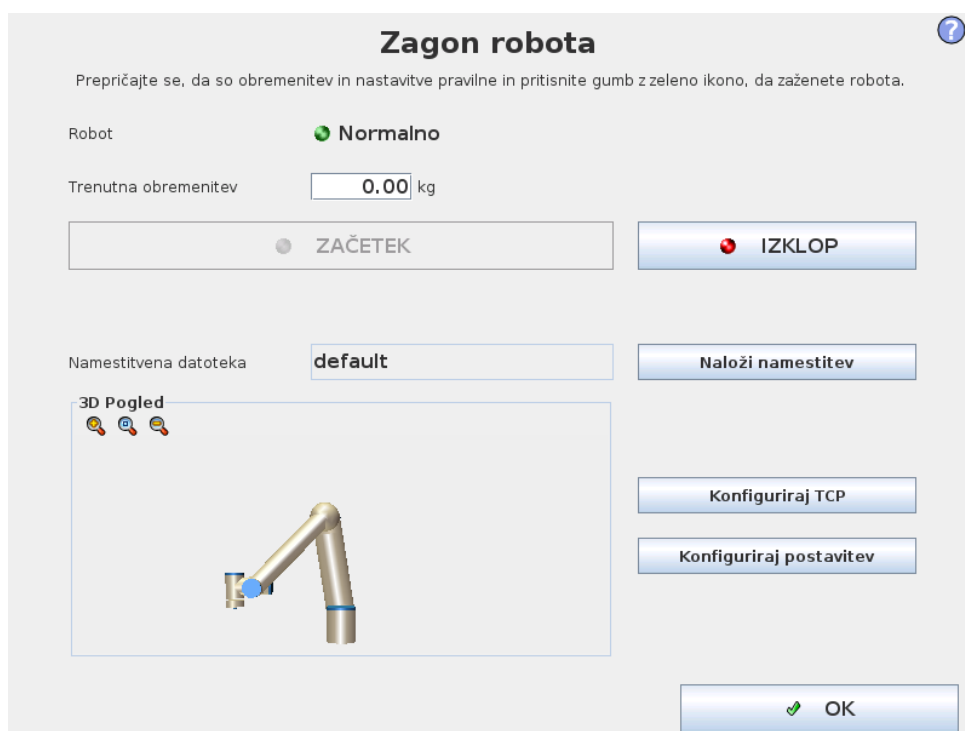 Zagon robota
?
Prepričajte se, da so obremenitev in nastavitve pravilne in pritisnite gumb z zeleno ikono, da zaženete robota.
Robot Normalno
Trenutna obremenitev 0.00 kg
ZAČETEK IZKLOP
Namestitvena datoteka default Naloži namestitev
3D Pogled
Konfiguriraj TCP
Konfiguriraj postavitev
OK